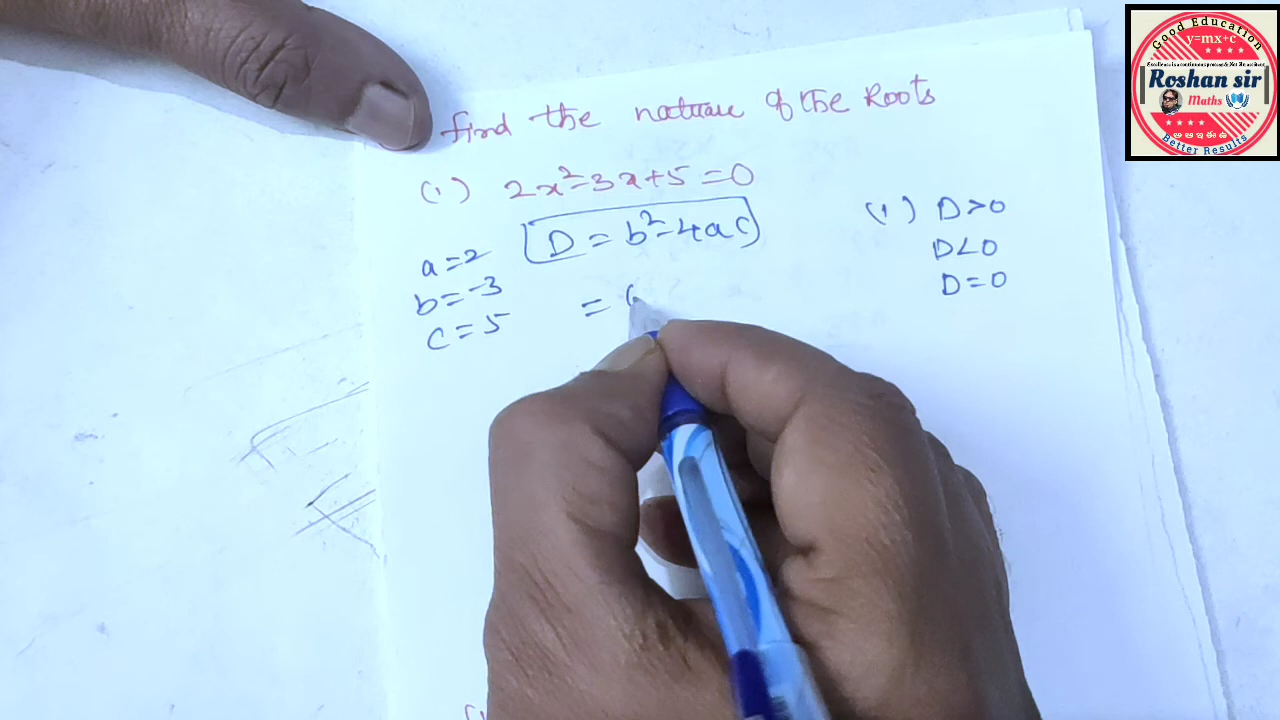 find the nature of the Roots
(1) 2x²-3x+5=0
D = b²-4ac
a=2
b=-3
c=5
= (
(1) D>0
D<0
D=0
Good Education
y=mx+c
Roshan sir
Maths
Better Results